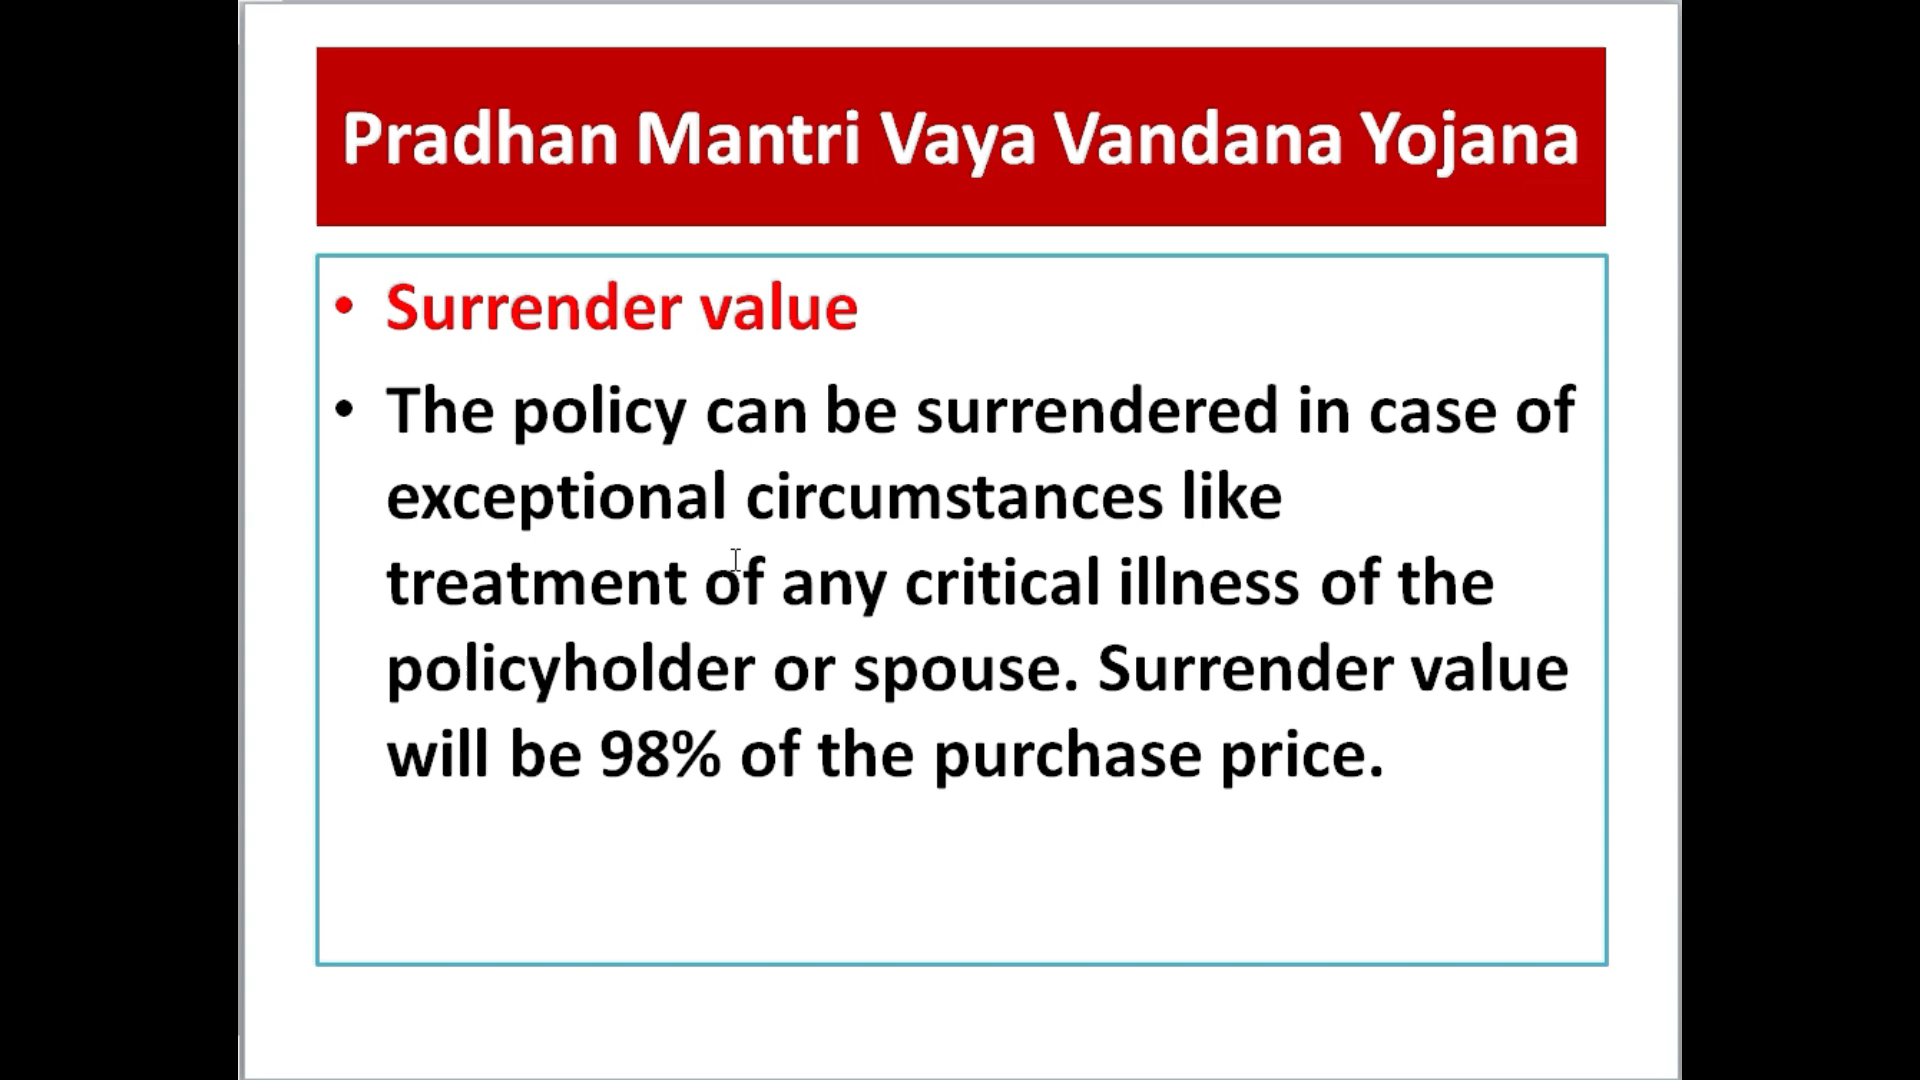 Pradhan Mantri Vaya Vandana Yojana
• Surrender value
• The policy can be surrendered in case of
exceptional circumstances like
treatment of any critical illness of the
policyholder or spouse. Surrender value
will be 98% of the purchase price.